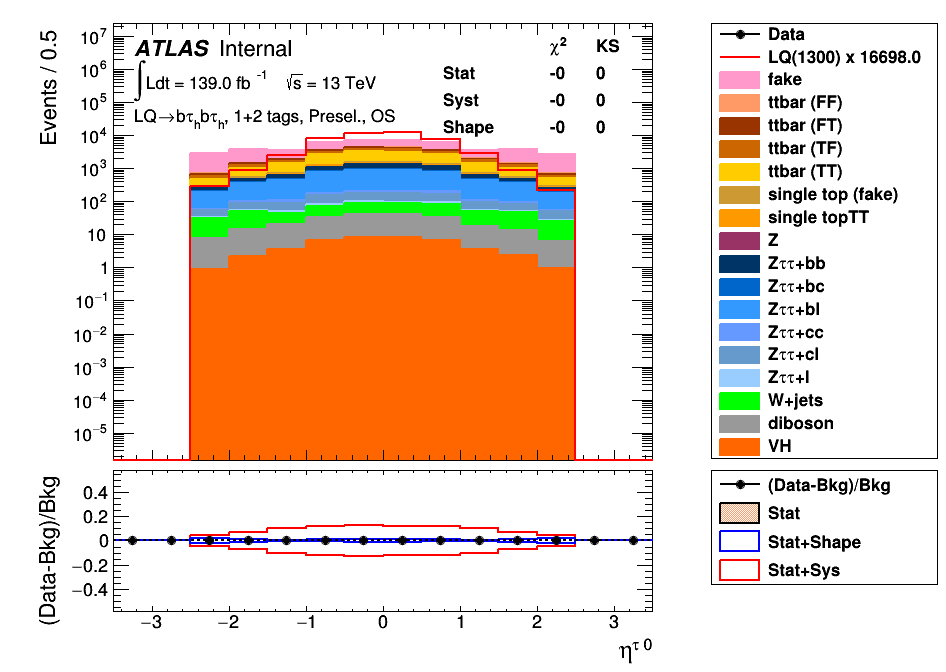 Events / 0.5
10⁷
10⁶
10⁵
10⁴
10³
10²
10
1
10⁻¹
10⁻²
10⁻³
10⁻⁴
10⁻⁵
ATLAS Internal
∫Ldt = 139.0 fb⁻¹ √s = 13 TeV
LQ→bτₕbτₕ, 1+2 tags, Presel., OS
χ² KS
Stat -0 0
Syst -0 0
Shape -0 0
Data
LQ(1300) x 16698.0
fake
ttbar (FF)
ttbar (FT)
ttbar (TF)
ttbar (TT)
single top (fake)
single topTT
Z
Zττ+bb
Zττ+bc
Zττ+bl
Zττ+cc
Zττ+cl
Zττ+l
W+jets
diboson
VH
(Data-Bkg)/Bkg
0.4
0.2
0
−0.2
−0.4
−3 −2 −1 0 1 2 3
η^τ 0
(Data-Bkg)/Bkg
Stat
Stat+Shape
Stat+Sys